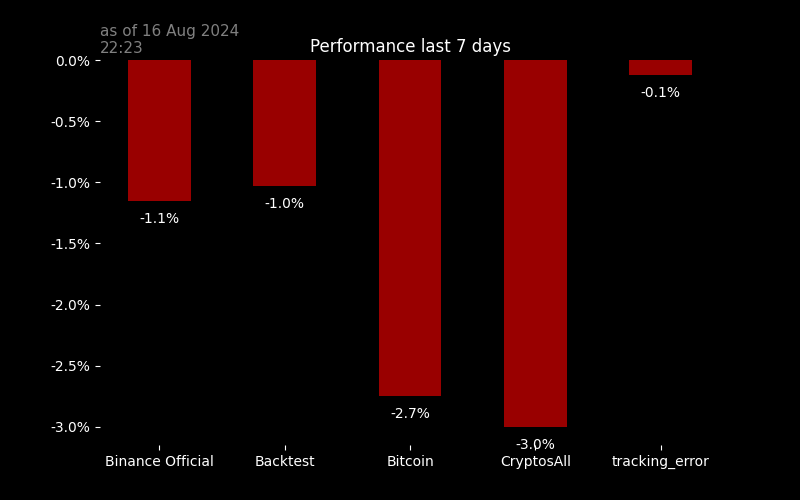 as of 16 Aug 2024
22:23
Performance last 7 days
0.0%
-0.5%
-1.0%
-1.5%
-2.0%
-2.5%
-3.0%
-1.1%
-1.0%
-2.7%
-3.0%
-0.1%
Binance Official
Backtest
Bitcoin
CryptosAll
tracking_error